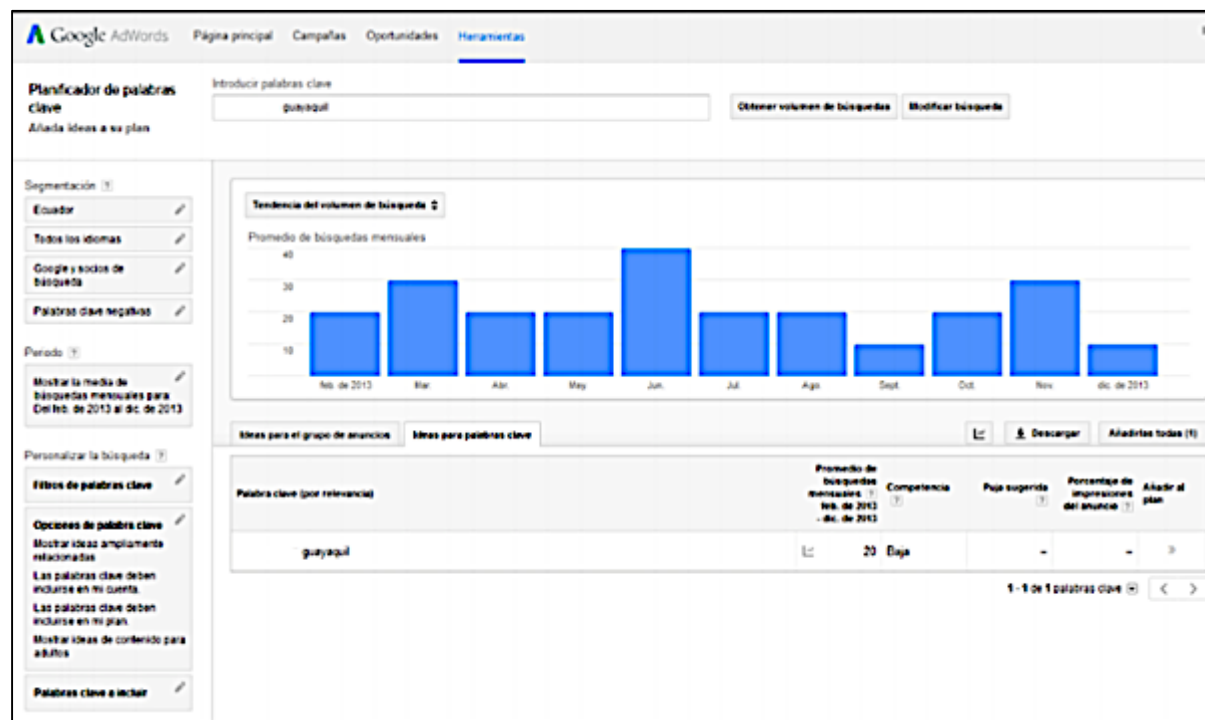 Google AdWords Página principal Campañas Oportunidades Herramientas
Planificador de palabras
clave
Añada ideas a su plan
Introducir palabras clave
guayaquil
Obtener volumen de búsquedas Modificar búsqueda
Segmentación ?
Ecuador
Todos los idiomas
Google y socios de
búsqueda
Palabras clave negativas
Periodo ?
Mostrar la media de
búsquedas mensuales para
Del feb. de 2013 al dic. de 2013
Personalizar la búsqueda ?
Filtros de palabras clave
Opciones de palabra clave
Mostrar ideas ampliamente
relacionadas
Las palabras clave deben
incluirse en mi cuenta.
Las palabras clave deben
incluirse en mi plan.
Mostrar ideas de contenido para
adultos
Palabras clave a incluir
Tendencia del volumen de búsqueda
Promedio de búsquedas mensuales
40
30
20
10
feb. de 2013 Mar. Abr. May. Jun. Jul. Ago. Sept. Oct. Nov. dic. de 2013
Ideas para el grupo de anuncios Ideas para palabras clave
Descargar Añadirlas todas (1)
Palabra clave (por relevancia)
Promedio de
búsquedas
mensuales ?
feb. de 2013
- dic. de 2013
Competencia
?
Puja sugerida
?
Porcentaje de
impresiones
del anuncio ?
Añadir al
plan
guayaquil 20 Baja - - »
1 - 1 de 1 palabras clave